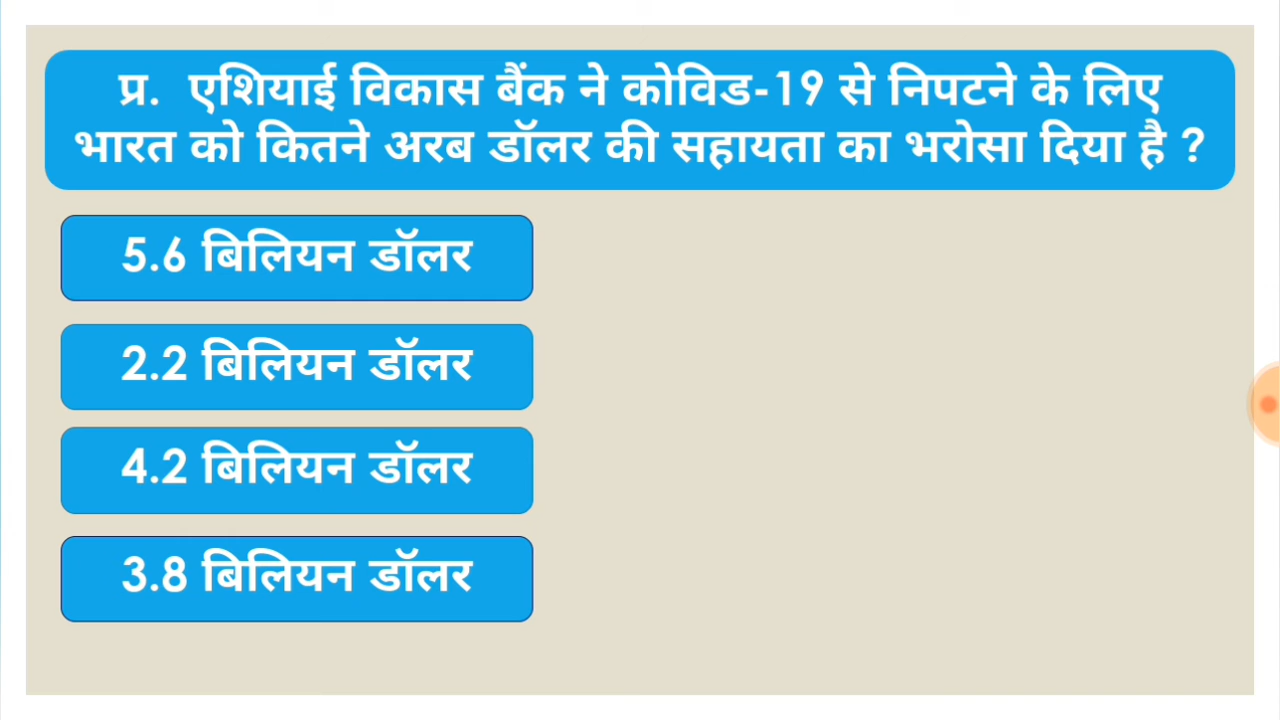 प्र. एशियाई विकास बैंक ने कोविड-19 से निपटने के लिए
भारत को कितने अरब डॉलर की सहायता का भरोसा दिया है ?
5.6 बिलियन डॉलर
2.2 बिलियन डॉलर
4.2 बिलियन डॉलर
3.8 बिलियन डॉलर